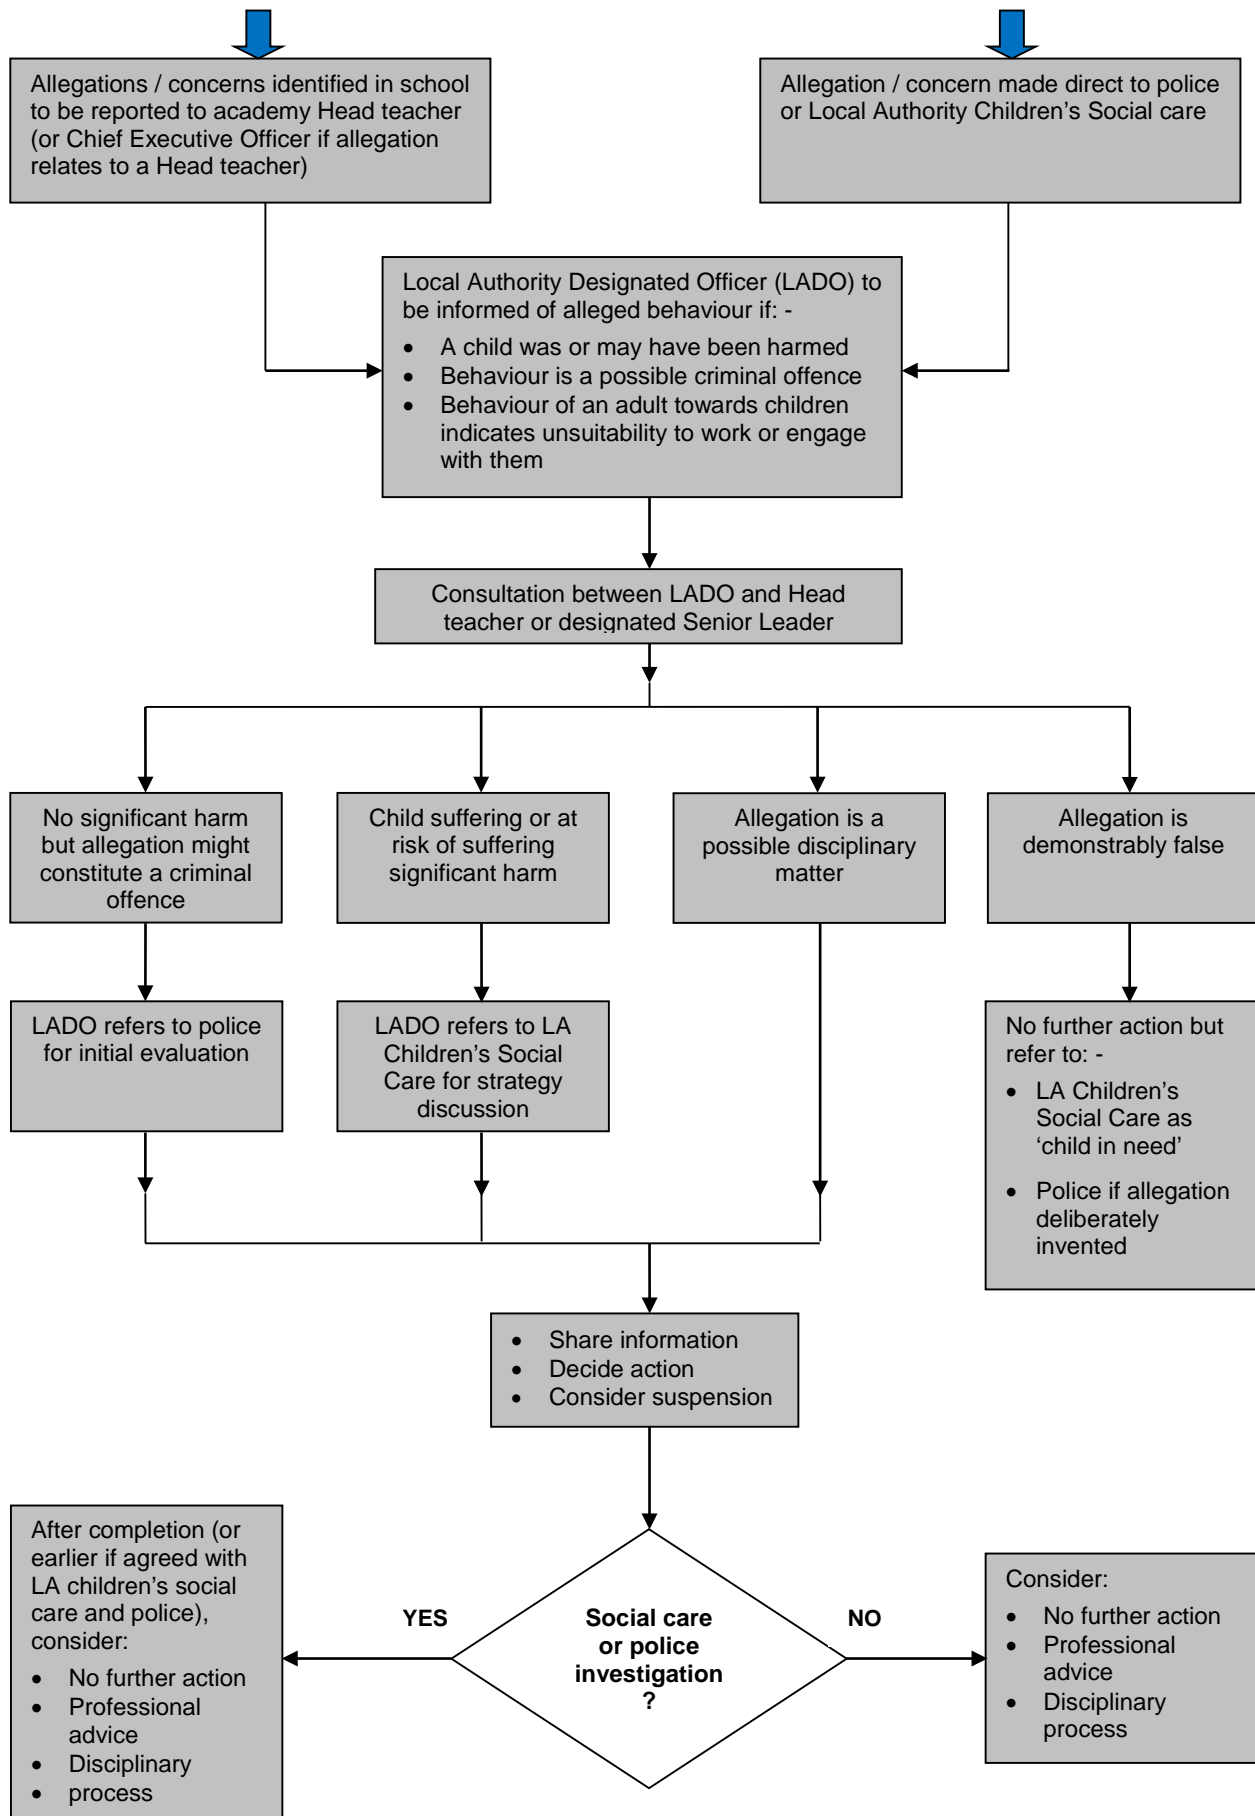 Allegations / concerns identified in school
to be reported to academy Head teacher
(or Chief Executive Officer if allegation
relates to a Head teacher)
Allegation / concern made direct to police
or Local Authority Children’s Social care
Local Authority Designated Officer (LADO) to
be informed of alleged behaviour if: -
• A child was or may have been harmed
• Behaviour is a possible criminal offence
• Behaviour of an adult towards children
indicates unsuitability to work or engage
with them
Consultation between LADO and Head
teacher or designated Senior Leader
No significant harm
but allegation might
constitute a criminal
offence
Child suffering or at
risk of suffering
significant harm
Allegation is a
possible disciplinary
matter
Allegation is
demonstrably false
LADO refers to police
for initial evaluation
LADO refers to LA
Children’s Social
Care for strategy
discussion
No further action but
refer to: -
• LA Children’s
Social Care as
‘child in need’
• Police if allegation
deliberately
invented
• Share information
• Decide action
• Consider suspension
After completion (or
earlier if agreed with
LA children’s social
care and police),
consider:
• No further action
• Professional
advice
• Disciplinary
• process
YES
Social care
or police
investigation
?
NO
Consider:
• No further action
• Professional
advice
• Disciplinary
process